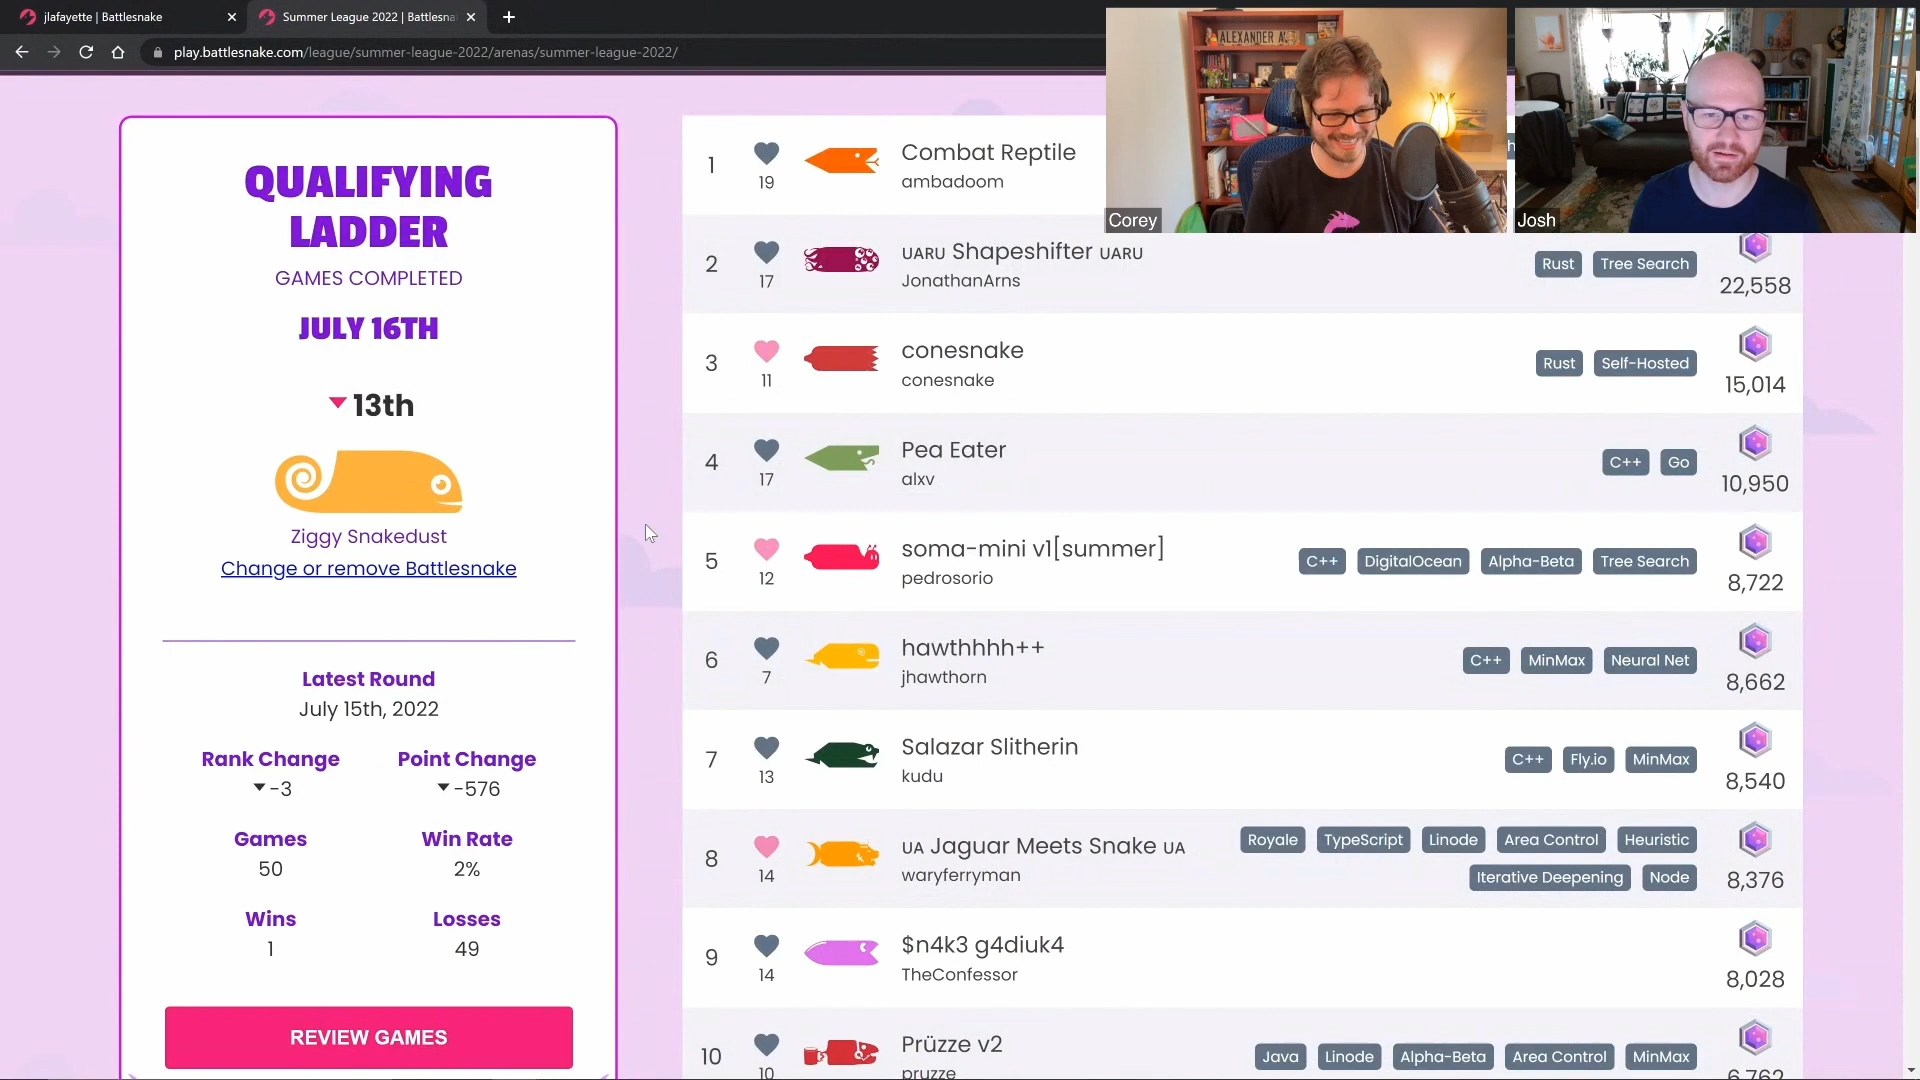 jlafayette | Battlesnake
Summer League 2022 | Battlesna
play.battlesnake.com/league/summer-league-2022/arenas/summer-league-2022/
ALEXANDER
Corey
Josh
QUALIFYING
LADDER
GAMES COMPLETED
JULY 16TH
13th
Ziggy Snakedust
Change or remove Battlesnake
Latest Round
July 15th, 2022
Rank Change
Point Change
-3
-576
Games
Win Rate
50
2%
Wins
Losses
1
49
REVIEW GAMES
1
19
Combat Reptile
ambadoom
2
17
UARU Shapeshifter UARU
JonathanArns
Rust
Tree Search
22,558
3
11
conesnake
conesnake
Rust
Self-Hosted
15,014
4
17
Pea Eater
alxv
C++
Go
10,950
5
12
soma-mini v1[summer]
pedrosorio
C++
DigitalOcean
Alpha-Beta
Tree Search
8,722
6
7
hawthhhh++
jhawthorn
C++
MinMax
Neural Net
8,662
7
13
Salazar Slitherin
kudu
C++
Fly.io
MinMax
8,540
8
14
UA Jaguar Meets Snake UA
waryferryman
Royale
TypeScript
Linode
Area Control
Heuristic
Iterative Deepening
Node
8,376
9
14
$n4k3 g4diuk4
TheConfessor
8,028
10
10
Prüzze v2
pruzze
Java
Linode
Alpha-Beta
Area Control
MinMax
6,762